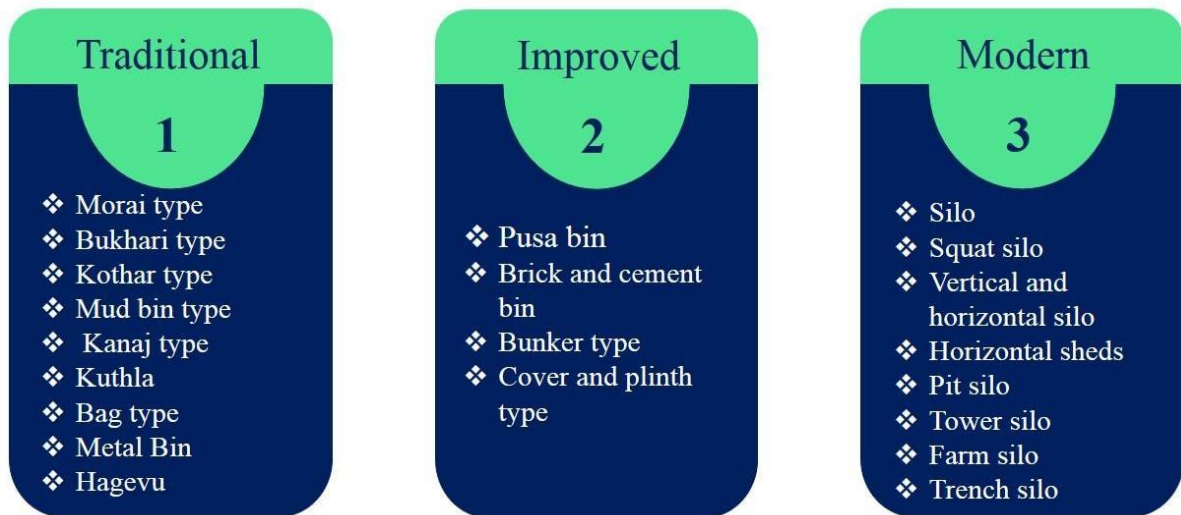 Traditional
1
❖ Morai type
❖ Bukhari type
❖ Kothar type
❖ Mud bin type
❖ Kanaj type
❖ Kuthla
❖ Bag type
❖ Metal Bin
❖ Hagevu
Improved
2
❖ Pusa bin
❖ Brick and cement
bin
❖ Bunker type
❖ Cover and plinth
type
Modern
3
❖ Silo
❖ Squat silo
❖ Vertical and
horizontal silo
❖ Horizontal sheds
❖ Pit silo
❖ Tower silo
❖ Farm silo
❖ Trench silo